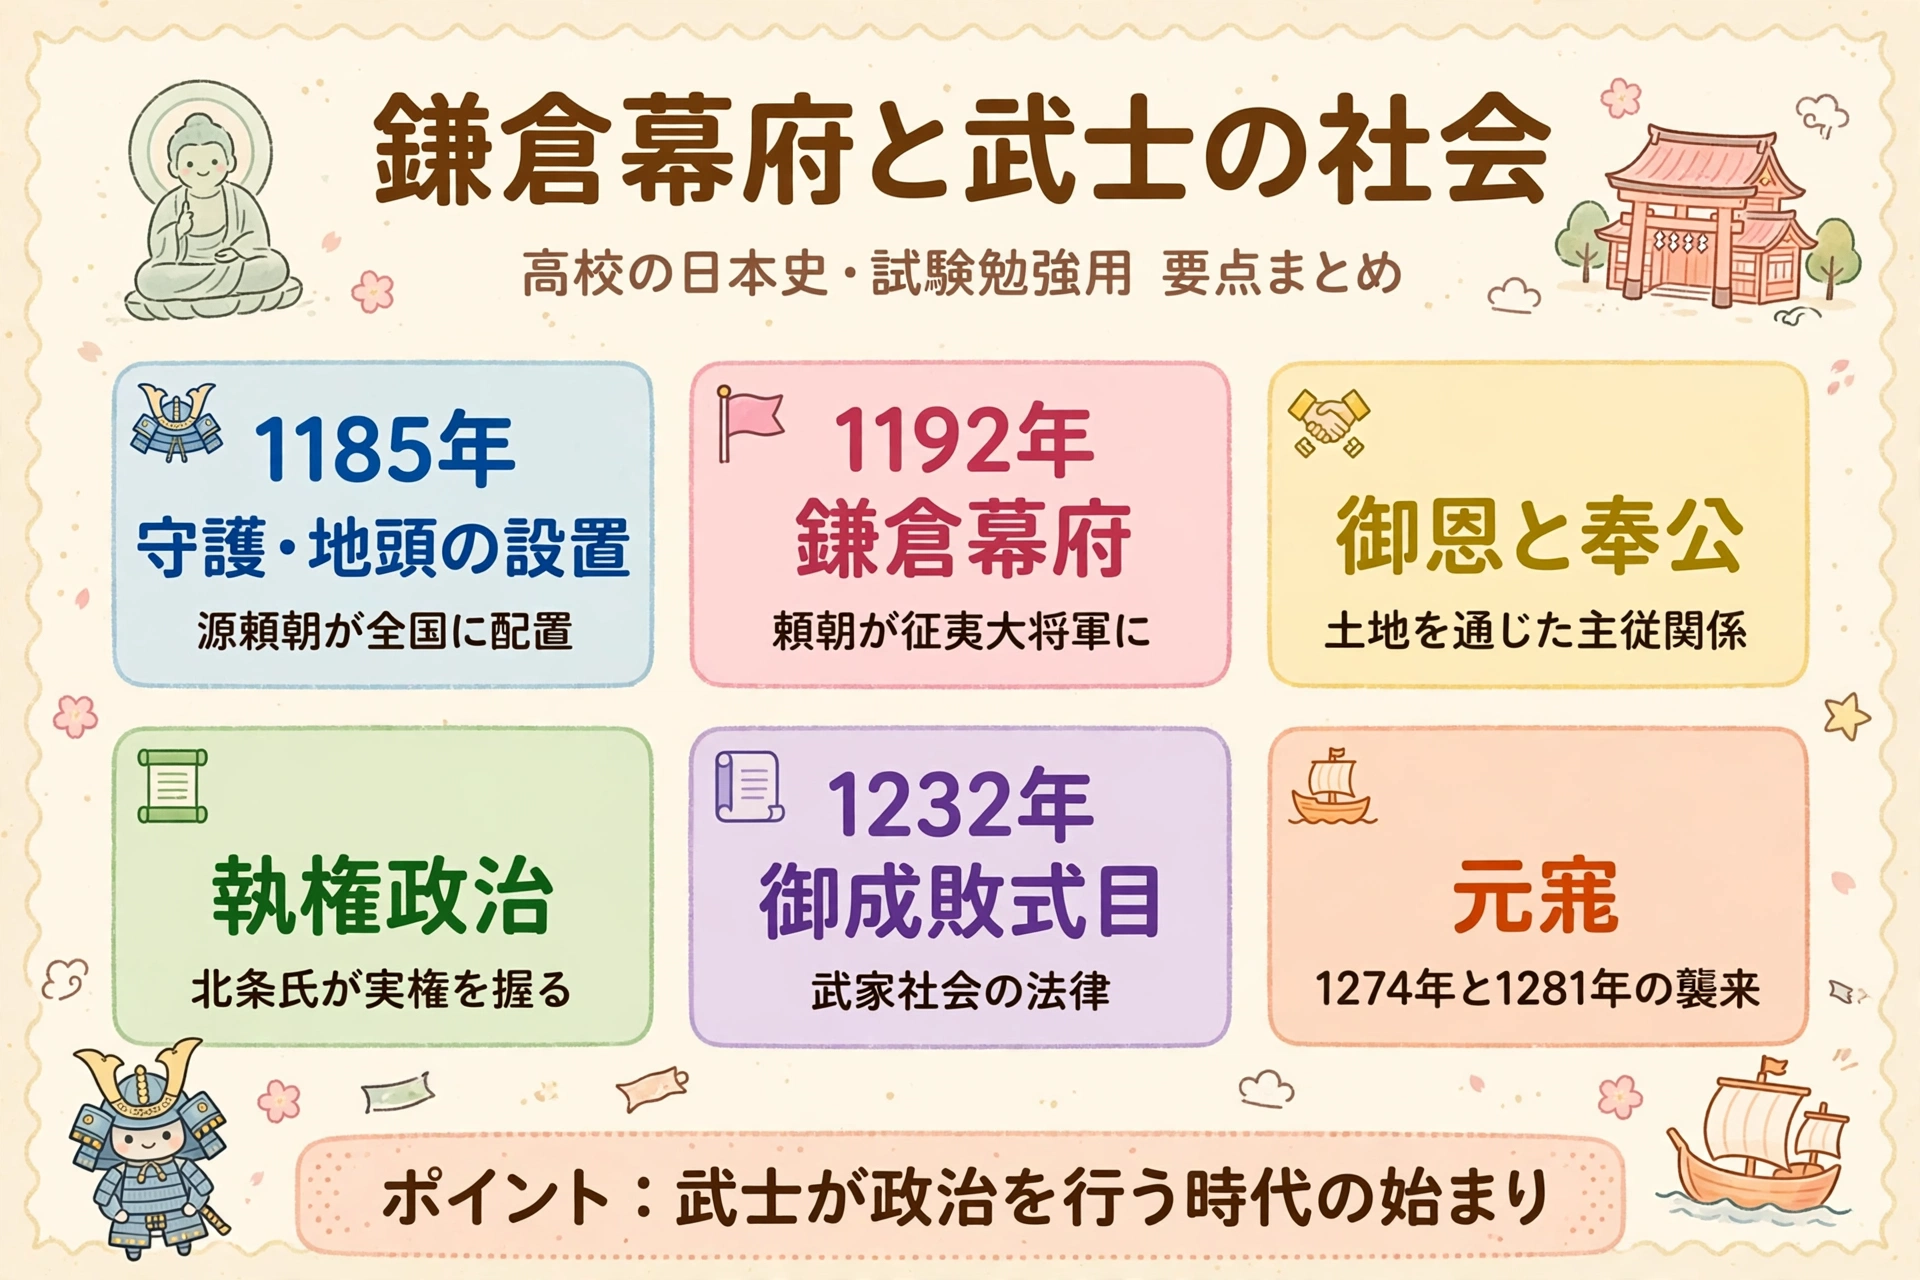 鎌倉幕府と武士の社会
高校の日本史・試験勉強用 要点まとめ
1185年
守護・地頭の設置
源頼朝が全国に配置
1192年
鎌倉幕府
頼朝が征夷大将軍に
御恩と奉公
土地を通じた主従関係
執権政治
北条氏が実権を握る
1232年
御成敗式目
武家社会の法律
元
1274年と1281年の襲来
ポイント：武士が政治を行う時代の始まり